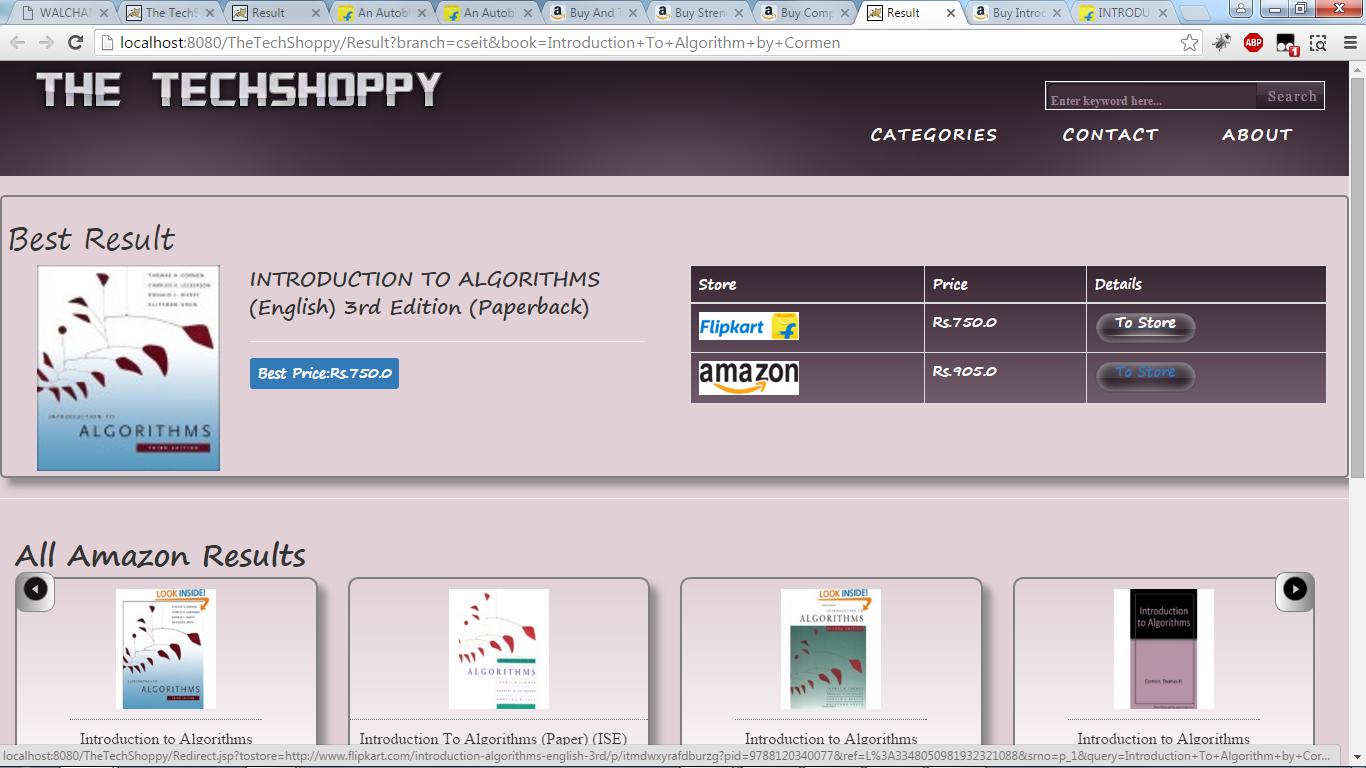 WALCHAN
The TechS
Result
An Autobi
An Autobi
Buy And T
Buy Stren
Buy Comp
Result
Buy Introd
INTRODU
localhost:8080/TheTechShoppy/Result?branch=cseit&book=Introduction+To+Algorithm+by+Cormen
ABP
1
THE TECHSHOPPY
Enter keyword here...
Search
CATEGORIES
CONTACT
ABOUT
Best Result
THOMAS H. CORMEN
CHARLES E. LEISERSON
RONALD L. RIVEST
CLIFFORD STEIN
INTRODUCTION TO
ALGORITHMS
THIRD EDITION
INTRODUCTION TO ALGORITHMS
(English) 3rd Edition (Paperback)
Best Price:Rs.750.0
Store Price Details
Flipkart Rs.750.0 To Store
amazon Rs.905.0 To Store
All Amazon Results
LOOK INSIDE!
ALGORITHMS
ALGORITHMS
LOOK INSIDE!
ALGORITHMS
Introduction
to Algorithms
Cormen, Thomas H.
Introduction to Algorithms
Introduction To Algorithms (Paper) (ISE)
Introduction to Algorithms
Introduction to Algorithms
localhost:8080/TheTechShoppy/Redirect.jsp?tostore=http://www.flipkart.com/introduction-algorithms-english-3rd/p/itmdwxyrafdburzg?pid=9788120340077&ref=L%3A3348050981932321088&srno=p_1&query=Introduction+To+Algorithm+by+Cor...